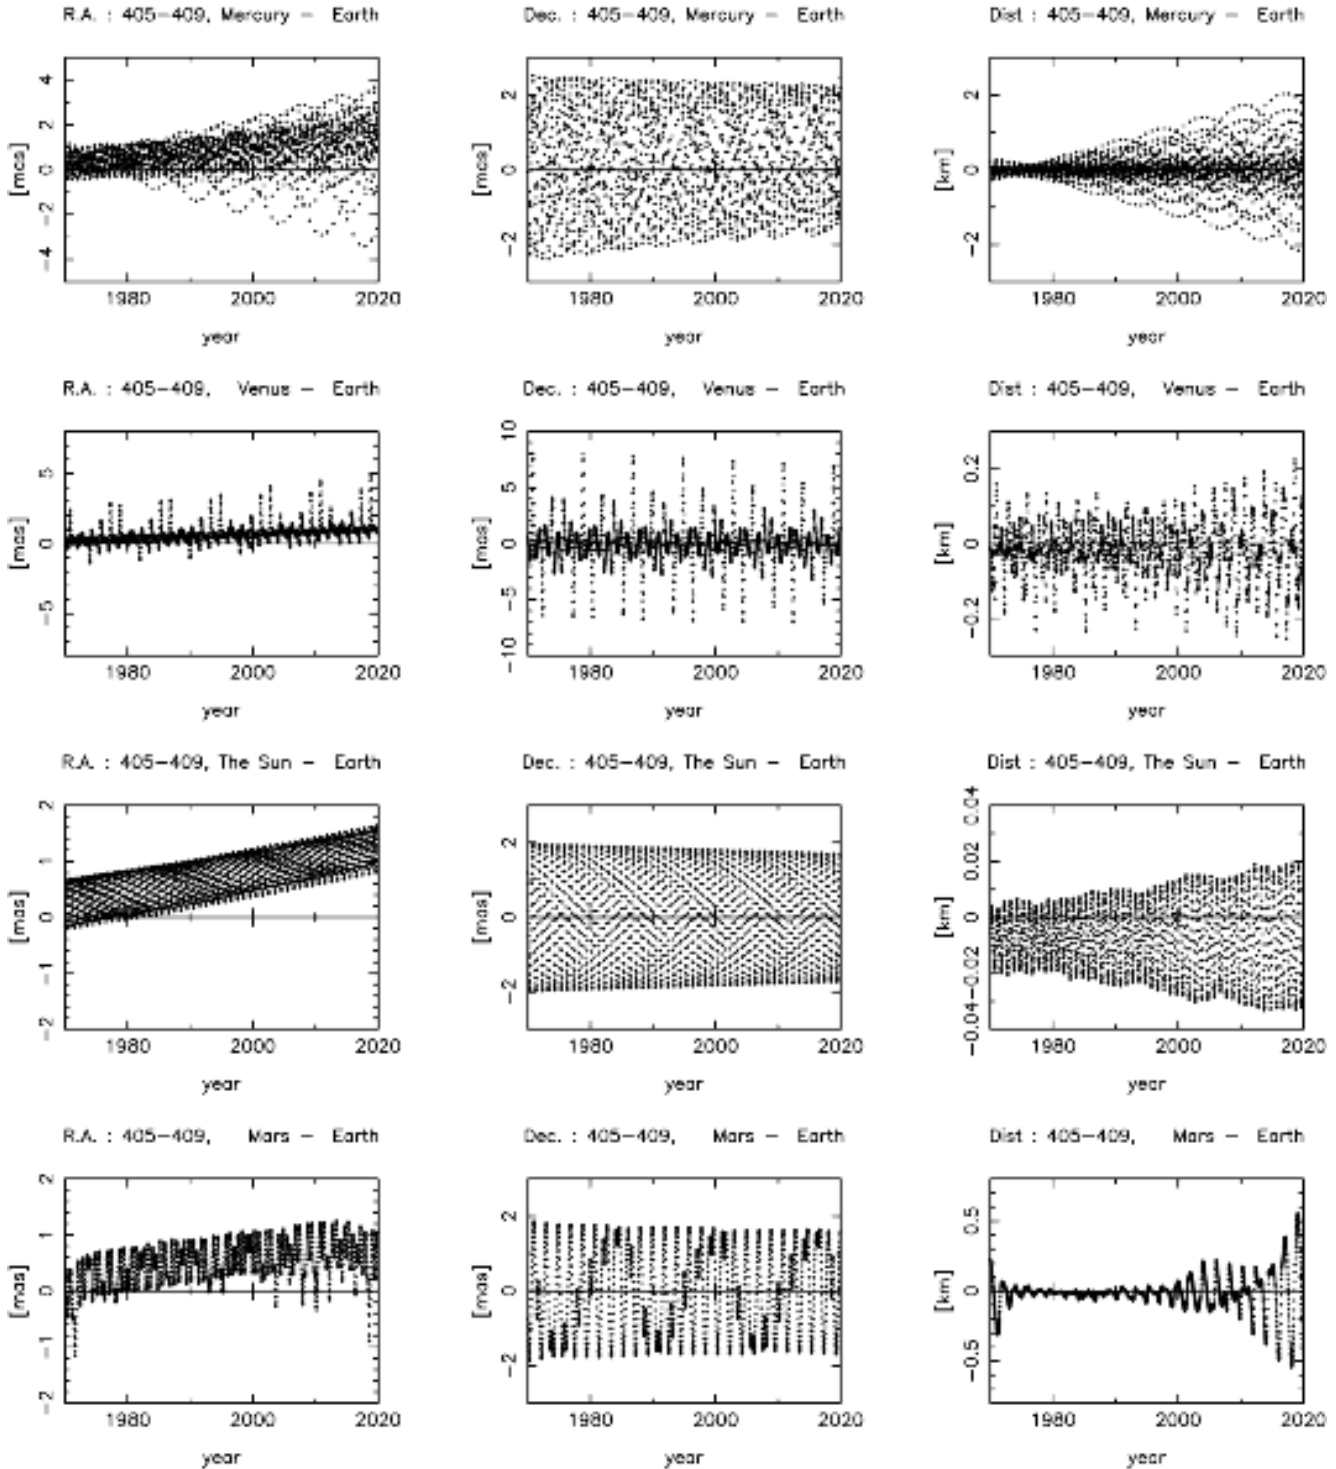 R.A. : 405-409, Mercury - Earth
4
2
0
-2
-4
[mas]
1980
2000
2020
year
Dec. : 405-409, Mercury - Earth
2
0
-2
[mas]
1980
2000
2020
year
Dist : 405-409, Mercury - Earth
2
0
-2
[km]
1980
2000
2020
year
R.A. : 405-409, Venus - Earth
5
0
-5
[mas]
1980
2000
2020
year
Dec. : 405-409, Venus - Earth
10
5
0
-5
-10
[mas]
1980
2000
2020
year
Dist : 405-409, Venus - Earth
0.2
0
-0.2
[km]
1980
2000
2020
year
R.A. : 405-409, The Sun - Earth
2
1
0
-1
-2
[mas]
1980
2000
2020
year
Dec. : 405-409, The Sun - Earth
2
0
-2
[mas]
1980
2000
2020
year
Dist : 405-409, The Sun - Earth
0.04
0.02
0
-0.02
-0.04
[km]
1980
2000
2020
year
R.A. : 405-409, Mars - Earth
2
1
0
-1
-2
[mas]
1980
2000
2020
year
Dec. : 405-409, Mars - Earth
2
0
-2
[mas]
1980
2000
2020
year
Dist : 405-409, Mars - Earth
0.5
0
-0.5
[km]
1980
2000
2020
year